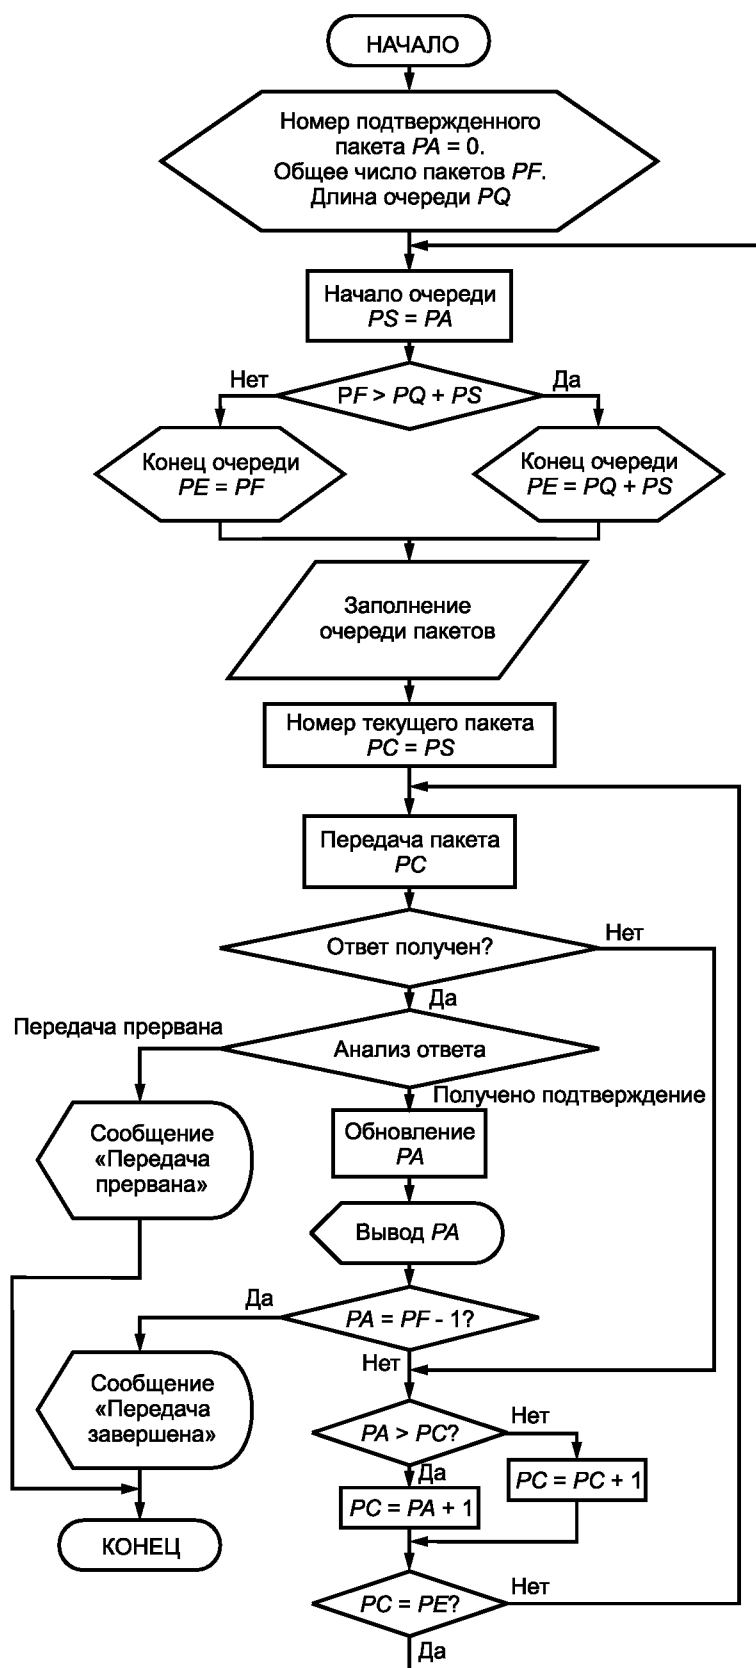 НАЧАЛО
Номер подтвержденного
пакета PA = 0.
Общее число пакетов PF.
Длина очереди PQ
Начало очереди
PS = PA
Нет
PF > PQ + PS
Да
Конец очереди
PE = PF
Конец очереди
PE = PQ + PS
Заполнение
очереди пакетов
Номер текущего пакета
PC = PS
Передача пакета
PC
Ответ получен?
Нет
Да
Передача прервана
Анализ ответа
Получено подтверждение
Сообщение
«Передача
прервана»
Обновление
PA
Вывод PA
Да
PA = PF - 1?
Нет
Сообщение
«Передача
завершена»
PA > PC?
Нет
Да
PC = PA + 1
PC = PC + 1
КОНЕЦ
PC = PE?
Нет
Да